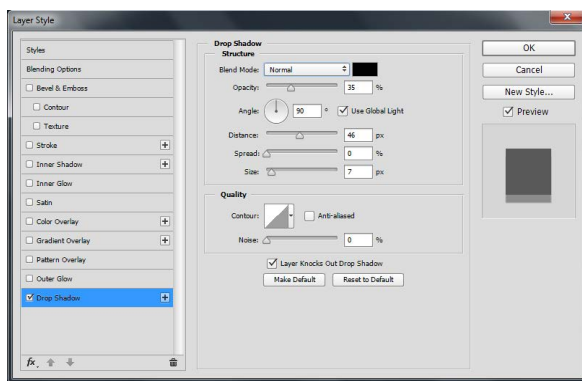 Layer Style
Styles
Blending Options
Bevel & Emboss
Contour
Texture
Stroke
Inner Shadow
Inner Glow
Satin
Color Overlay
Gradient Overlay
Pattern Overlay
Outer Glow
Drop Shadow
fx
Drop Shadow
Structure
Blend Mode: Normal
Opacity: 35 %
Angle: 90 ° Use Global Light
Distance: 46 px
Spread: 0 %
Size: 7 px
Quality
Contour: Anti-aliased
Noise: 0 %
Layer Knocks Out Drop Shadow
Make Default Reset to Default
OK
Cancel
New Style...
Preview